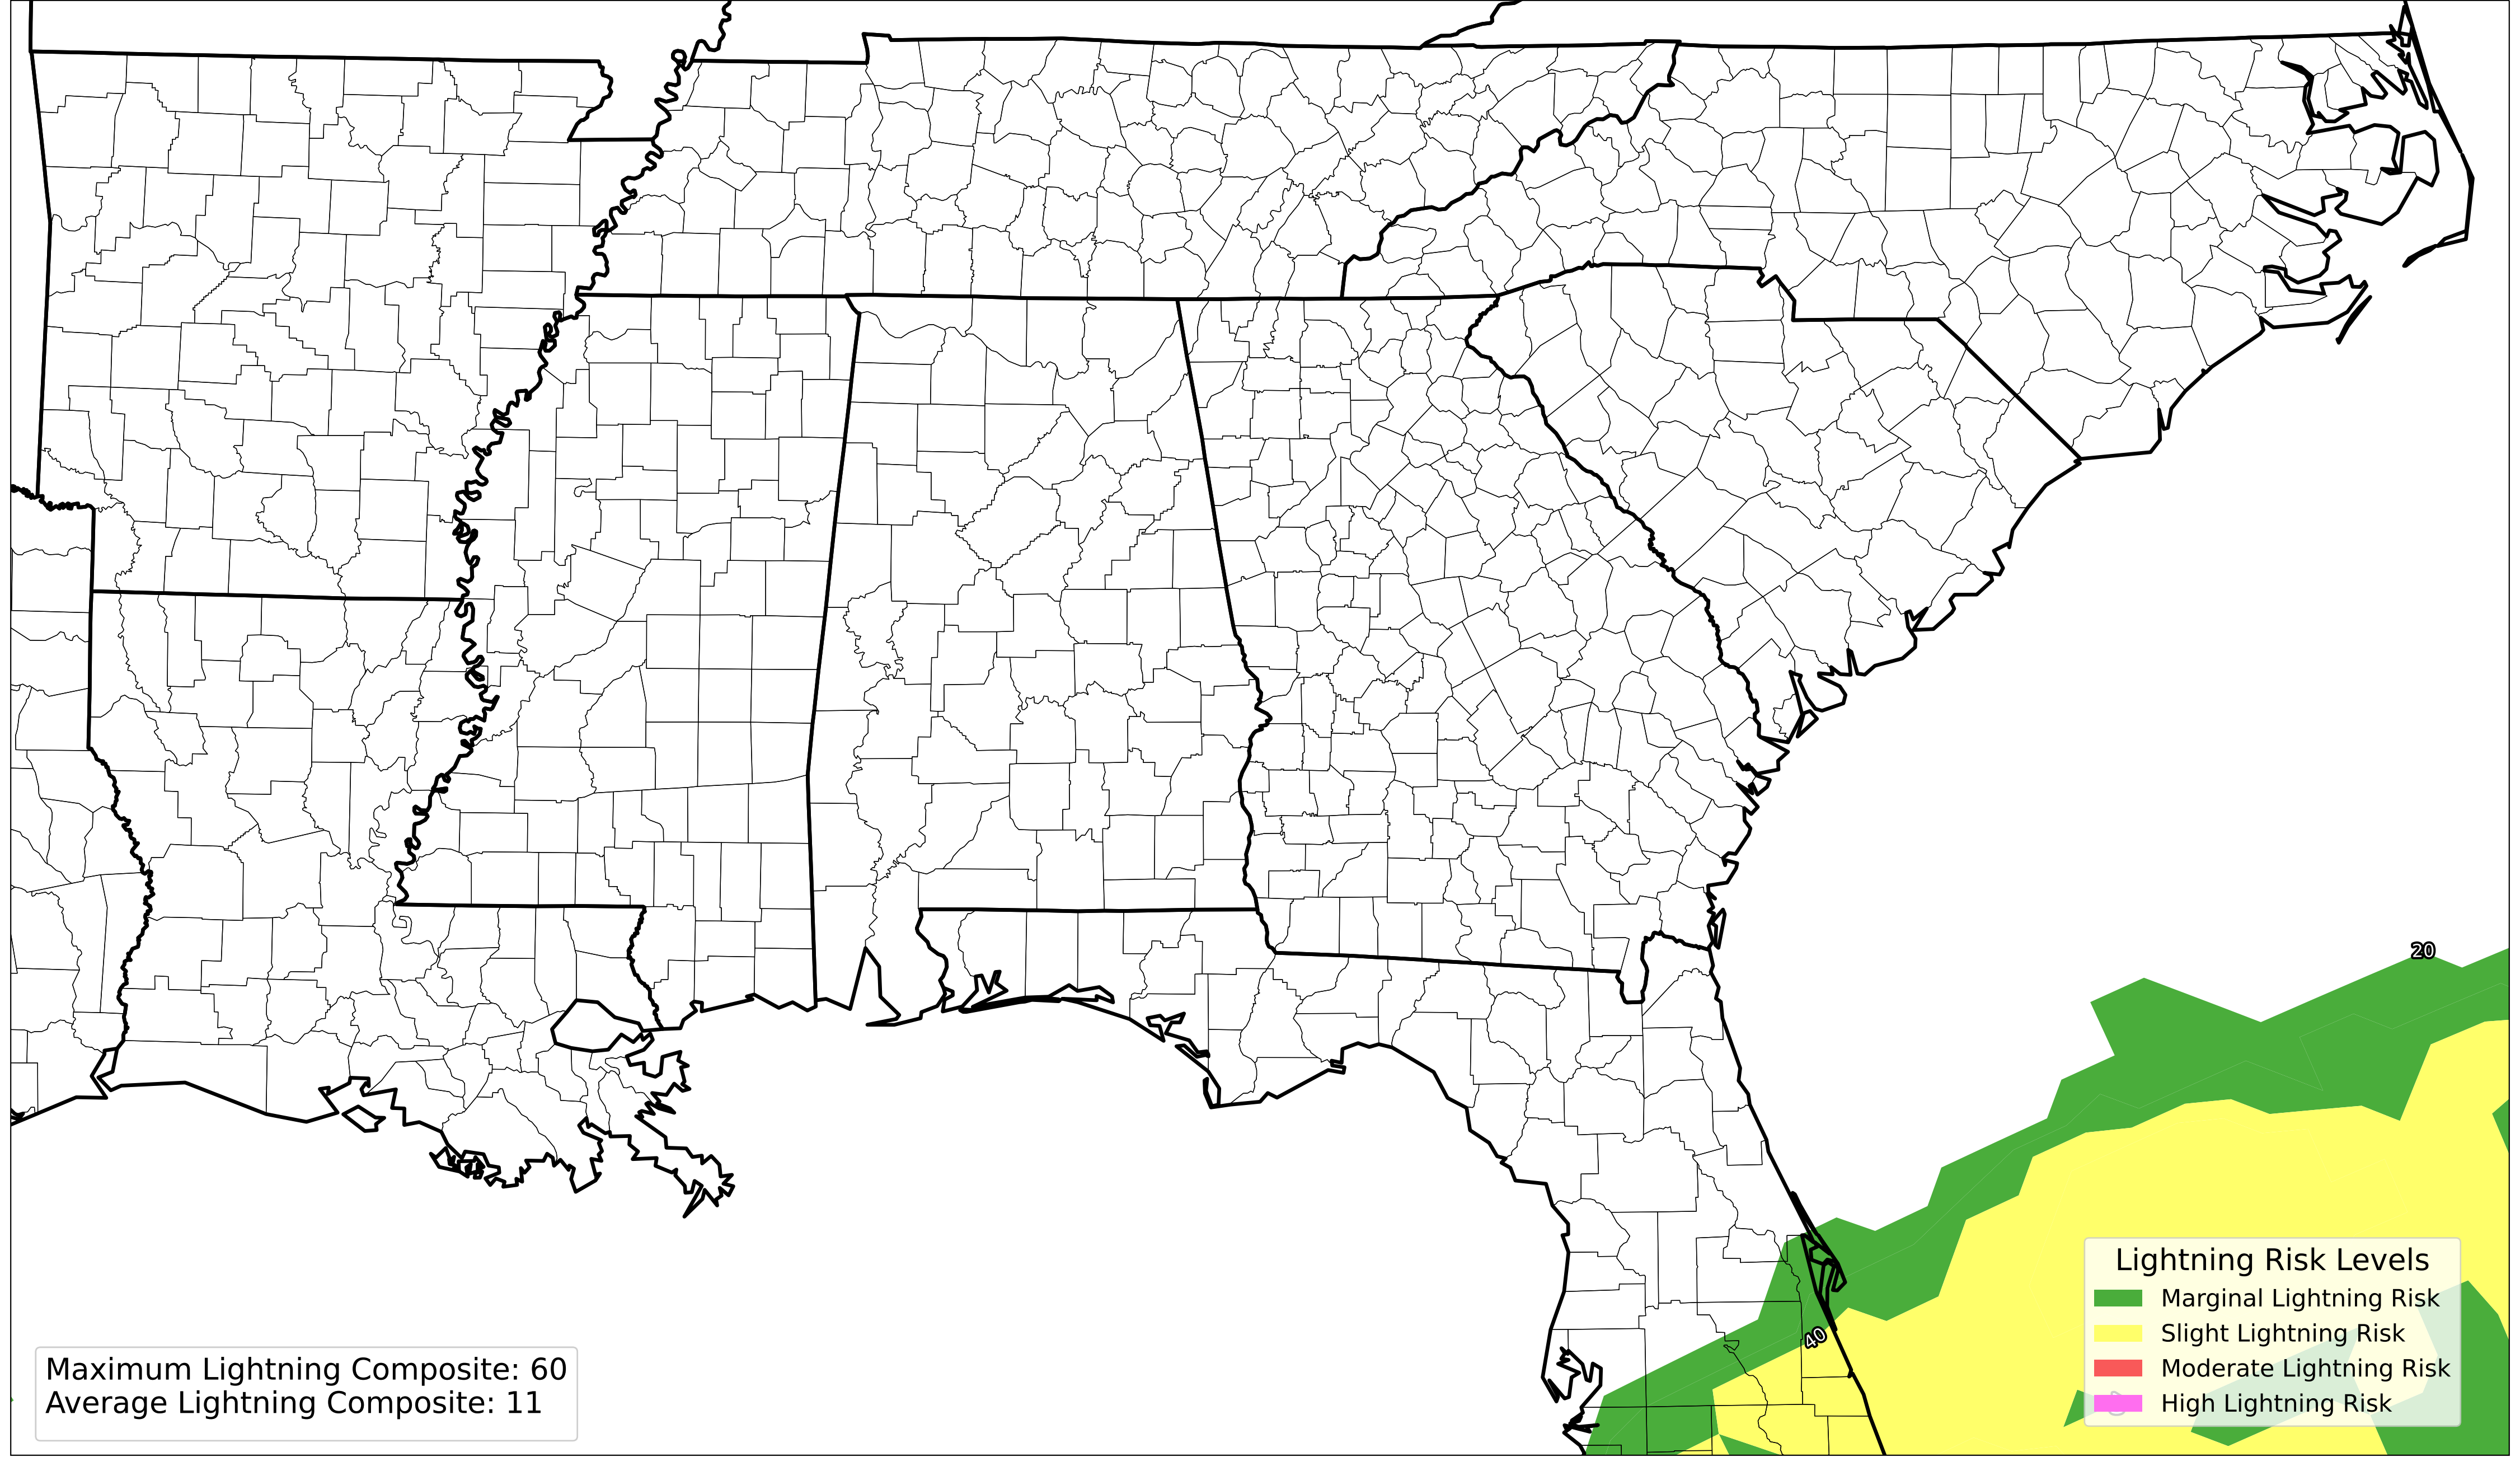 20
40
Lightning Risk Levels
Marginal Lightning Risk
Slight Lightning Risk
Moderate Lightning Risk
High Lightning Risk
Maximum Lightning Composite: 60
Average Lightning Composite: 11